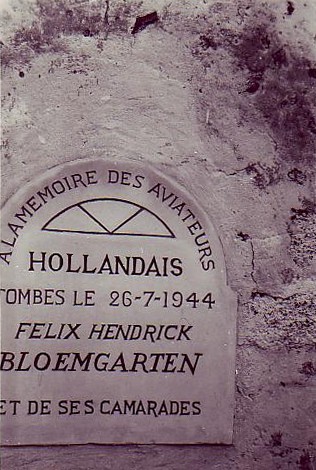 A LA MEMOIRE DES AVIATEURS
HOLLANDAIS
TOMBES LE 26-7-1944
FELIX HENDRICK
BLOEMGARTEN
ET DE SES CAMARADES